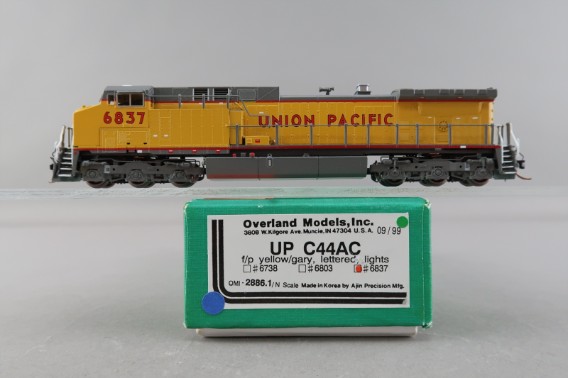 6837
UNION PACIFIC
Overland Models, Inc.
3808 W. Kilgore Ave. Muncie, IN 47304 U.S.A. 09/99
UP C44AC
f/p yellow/gary, lettered, lights
#6738 #6803 #6837
OMI-2886.1/N Scale Made in Korea by Ajin Precision Mfg.